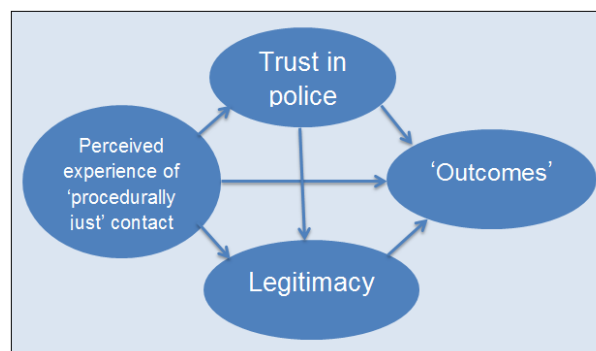 Trust in
police
Perceived
experience of
‘procedurally
just’ contact
‘Outcomes’
Legitimacy